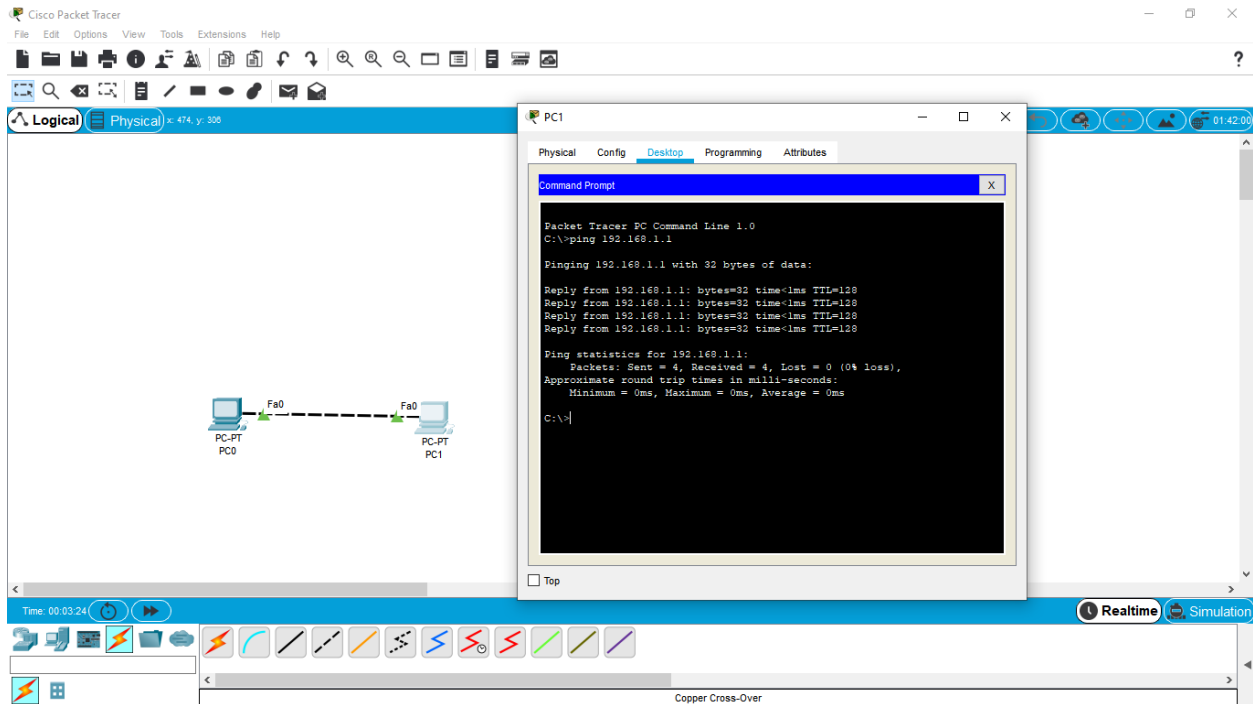 Cisco Packet Tracer
File Edit Options View Tools Extensions Help
?
Logical
Physical
x: 474, y: 306
01:42:00
PC1
Physical Config Desktop Programming Attributes
Command Prompt
X
Packet Tracer PC Command Line 1.0
C:\>ping 192.168.1.1
Pinging 192.168.1.1 with 32 bytes of data:
Reply from 192.168.1.1: bytes=32 time<1ms TTL=128
Reply from 192.168.1.1: bytes=32 time<1ms TTL=128
Reply from 192.168.1.1: bytes=32 time<1ms TTL=128
Reply from 192.168.1.1: bytes=32 time<1ms TTL=128
Ping statistics for 192.168.1.1:
Packets: Sent = 4, Received = 4, Lost = 0 (0% loss),
Approximate round trip times in milli-seconds:
Minimum = 0ms, Maximum = 0ms, Average = 0ms
C:\>
Top
Fa0
Fa0
PC-PT
PC0
PC-PT
PC1
Time: 00:03:24
Realtime
Simulation
Copper Cross-Over